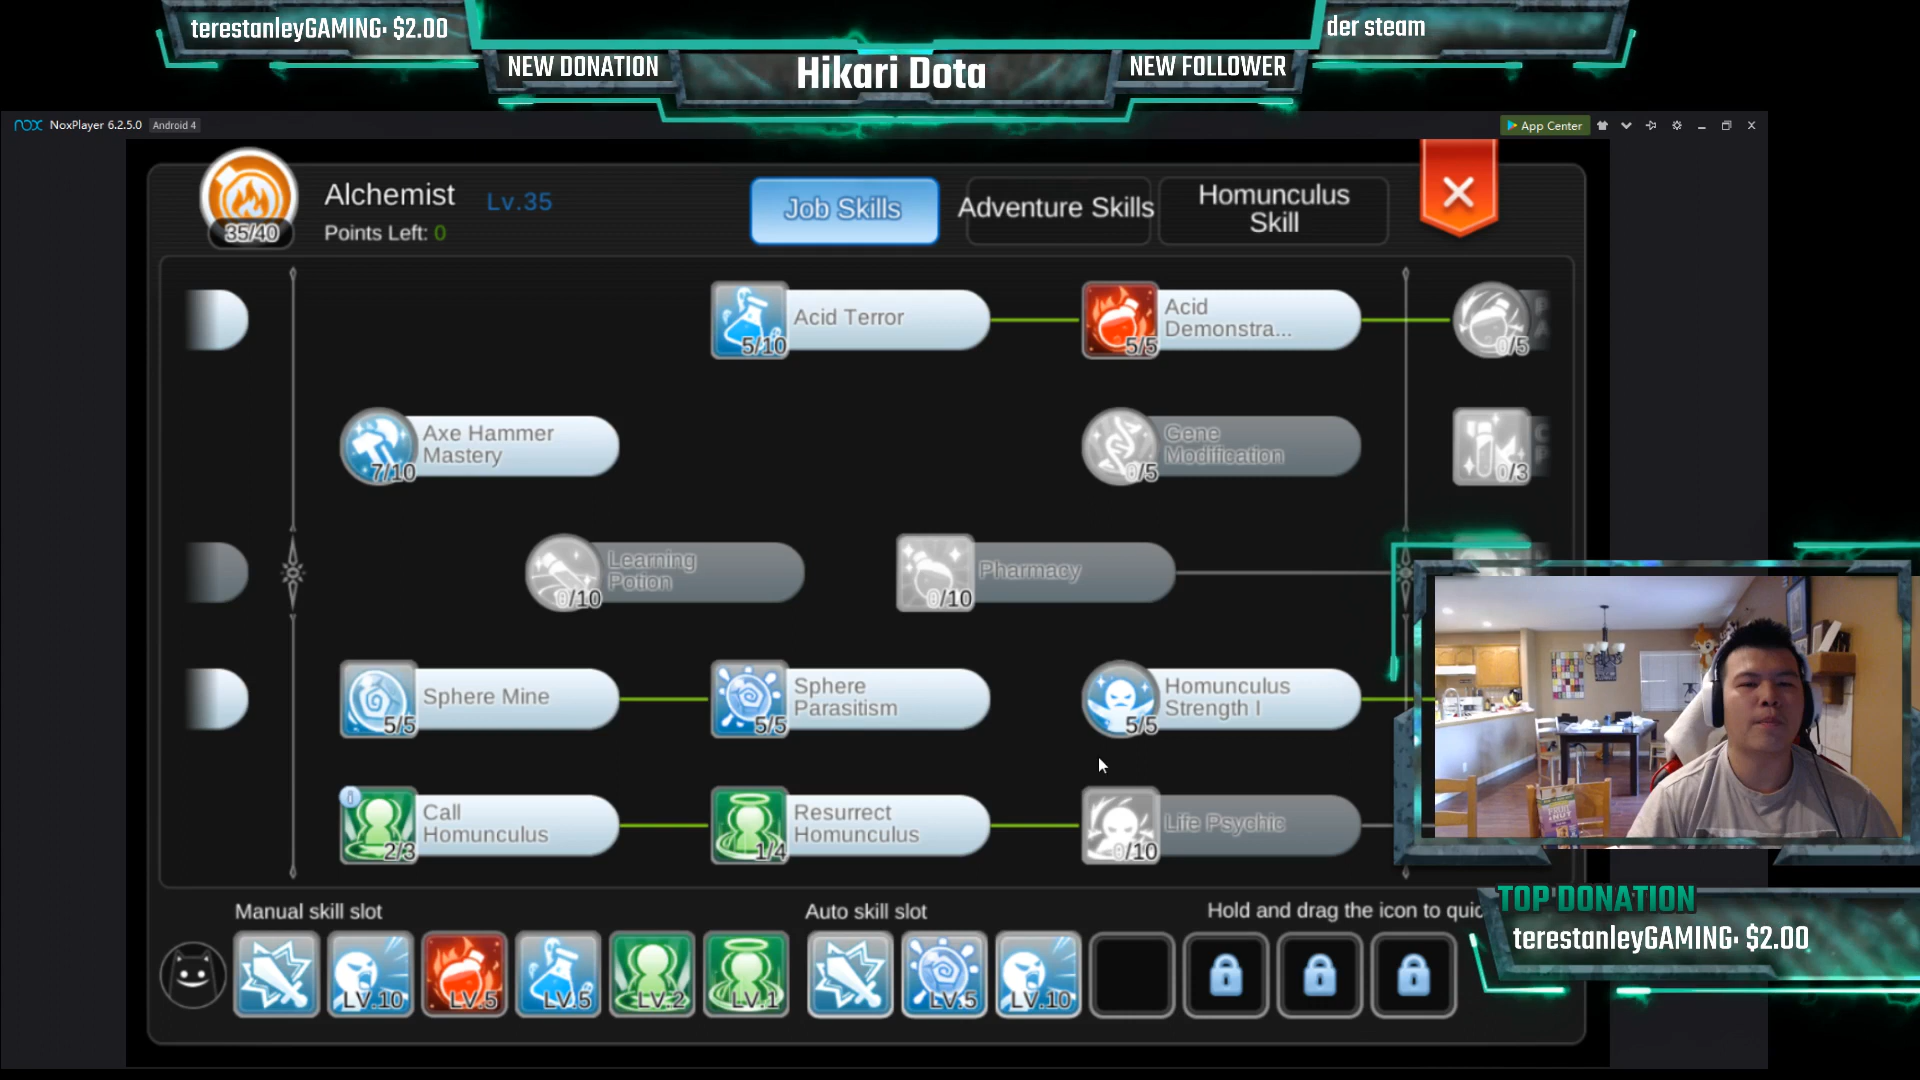 terestanleyGAMING: $2.00
der steam
NEW DONATION
Hikari Dota
NEW FOLLOWER
nox NoxPlayer 6.2.5.0 Android 4
App Center
Alchemist Lv.35
35/40
Points Left: 0
Job Skills
Adventure Skills
Homunculus
Skill
Acid Terror
5/10
Acid
Demonstra...
5/5
0/5
Axe Hammer
Mastery
7/10
Gene
Modification
0/5
0/3
Learning
Potion
0/10
Pharmacy
0/10
Sphere Mine
5/5
Sphere
Parasitism
5/5
Homunculus
Strength I
5/5
Call
Homunculus
2/3
Resurrect
Homunculus
1/4
Life Psychic
0/10
Manual skill slot
Auto skill slot
Hold and drag the icon to quic
LV.10
LV.5
LV.5
LV.2
LV.1
LV.5
LV.10
TOP DONATION
terestanleyGAMING: $2.00